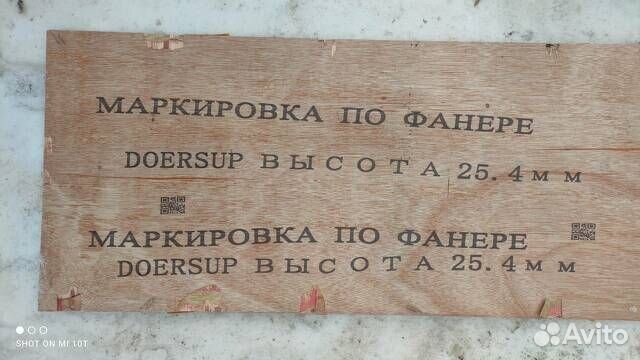 МАРКИРОВКА ПО ФАНЕРЕ
DOERSUP ВЫСОТА 25.4мм
МАРКИРОВКА ПО ФАНЕРЕ
DOERSUP ВЫСОТА 25.4мм
SHOT ON MI 10T
Avito